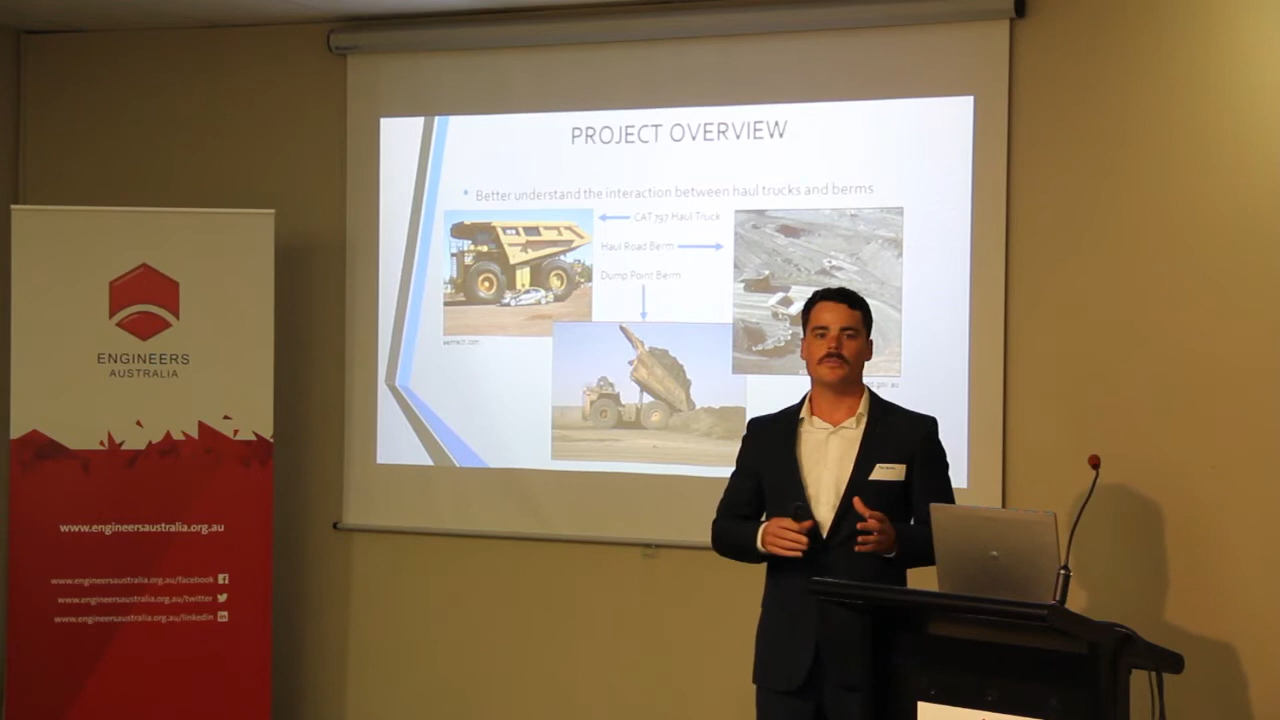 PROJECT OVERVIEW
Better understand the interaction between haul trucks and berms
CAT 797 Haul Truck
Haul Road Berm
Dump Point Berm
ENGINEERS
AUSTRALIA
www.engineersaustralia.org.au
www.engineersaustralia.org.au/facebook
www.engineersaustralia.org.au/twitter
www.engineersaustralia.org.au/linkedin